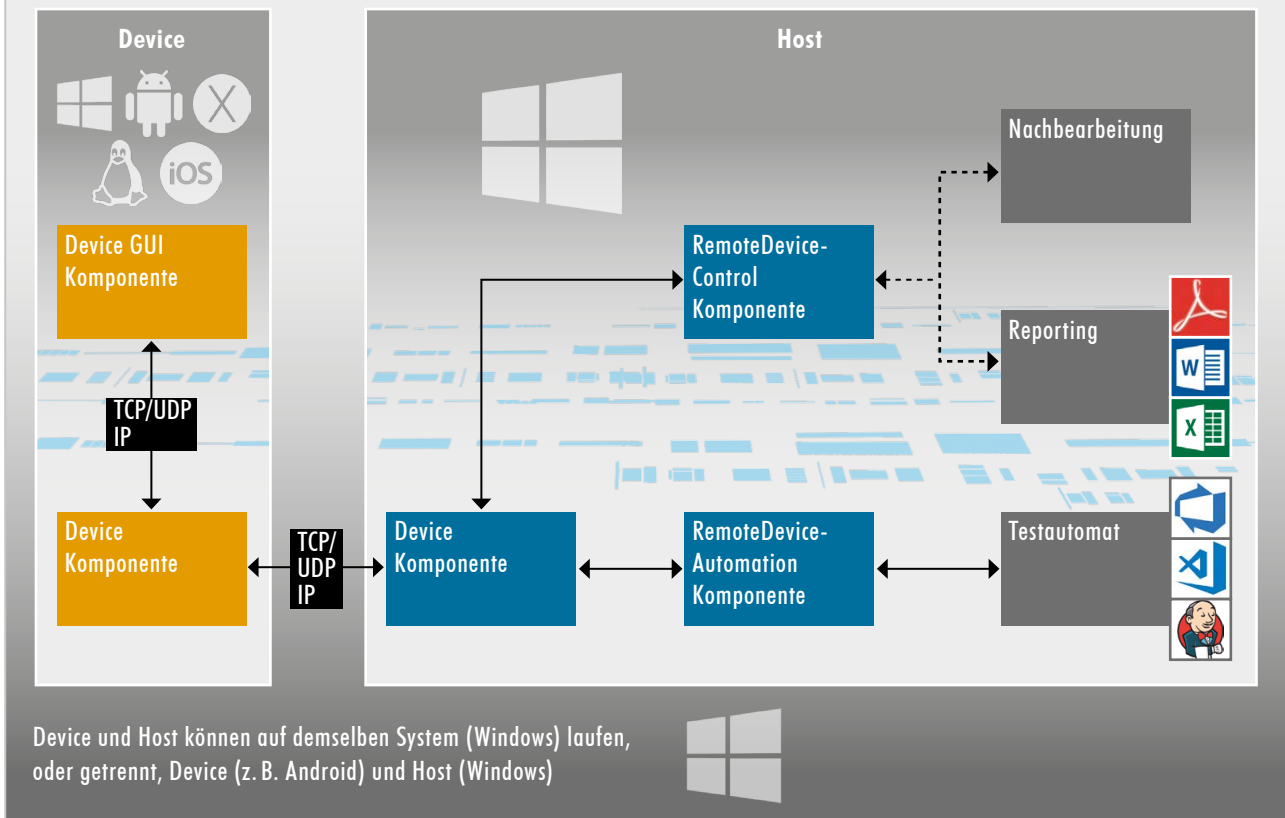 Device
X
iOS
Device GUI
Komponente
TCP/UDP
IP
Device
Komponente
TCP/
UDP
IP
Host
Nachbearbeitung
RemoteDevice-
Control
Komponente
Reporting
W
X
Device
Komponente
RemoteDevice-
Automation
Komponente
Testautomat
Device und Host können auf demselben System (Windows) laufen,
oder getrennt, Device (z. B. Android) und Host (Windows)